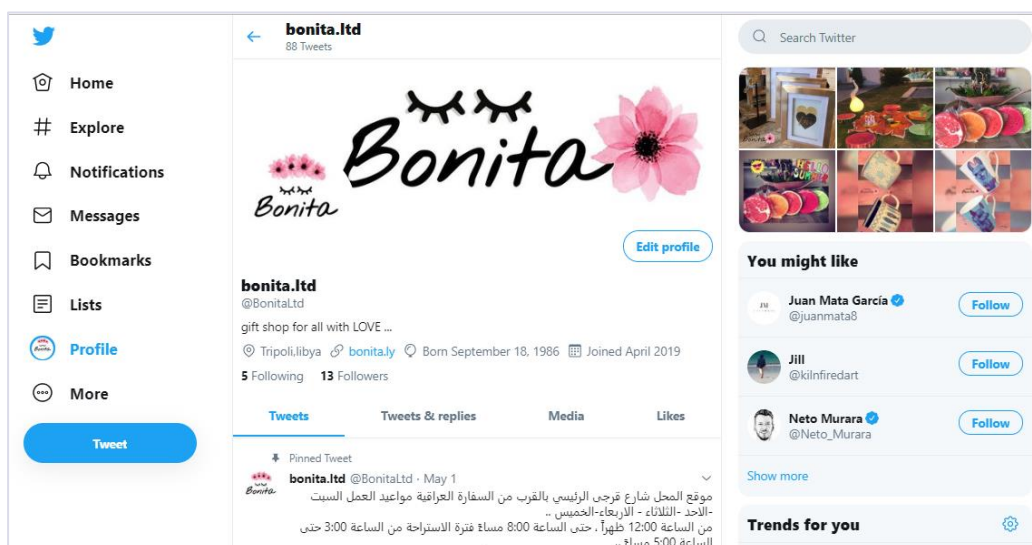 bonita.ltd
88 Tweets
Search Twitter
Home
Explore
Notifications
Messages
Bookmarks
Lists
Profile
More
Tweet
Bonita
Bonita
Edit profile
bonita.ltd
@BonitaLtd
gift shop for all with LOVE ...
Tripoli,libya bonita.ly Born September 18, 1986 Joined April 2019
5 Following 13 Followers
Tweets Tweets & replies Media Likes
Pinned Tweet
bonita.ltd @BonitaLtd · May 1
موقع المحل شارع قرجى الرئيسي بالقرب من السفارة العراقية مواعيد العمل السبت
-الاحد -الثلاثاء - الاربعاء-الخميس ..
من الساعة 12:00 ظهراً ، حتى الساعة 8:00 مساءً فترة الاستراحة من الساعة 3:00 حتى
الساعة 5:00 مساءً ..
You might like
Juan Mata García
@juanmata8
Follow
Jill
@kilnfiredart
Follow
Neto Murara
@Neto_Murara
Follow
Show more
Trends for you